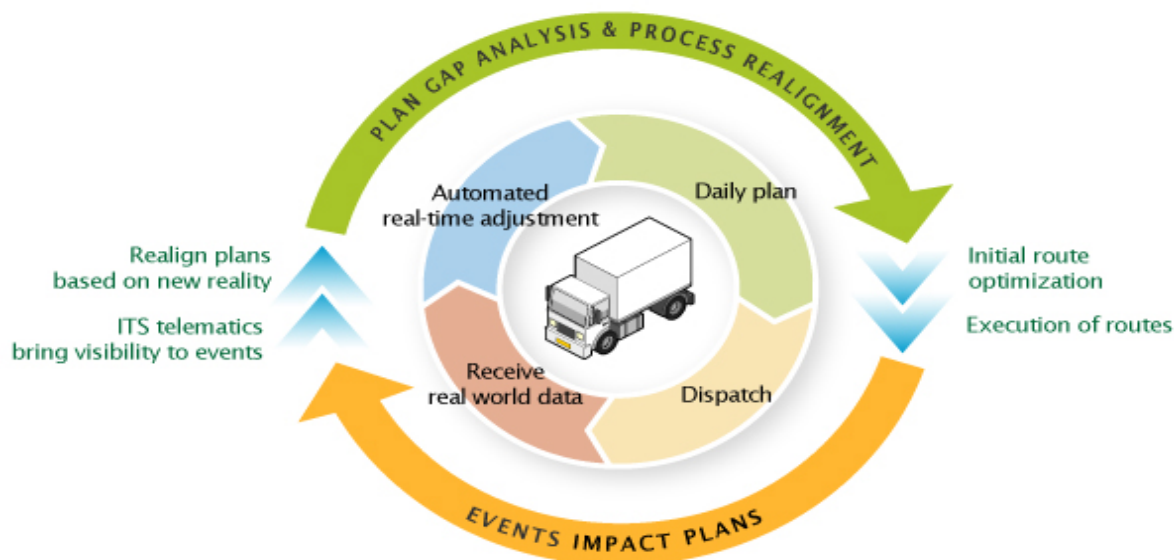 PLAN GAP ANALYSIS & PROCESS REALIGNMENT
Automated
real-time adjustment
Daily plan
Realign plans
based on new reality
Initial route
optimization
ITS telematics
bring visibility to events
Execution of routes
Receive
real world data
Dispatch
EVENTS IMPACT PLANS